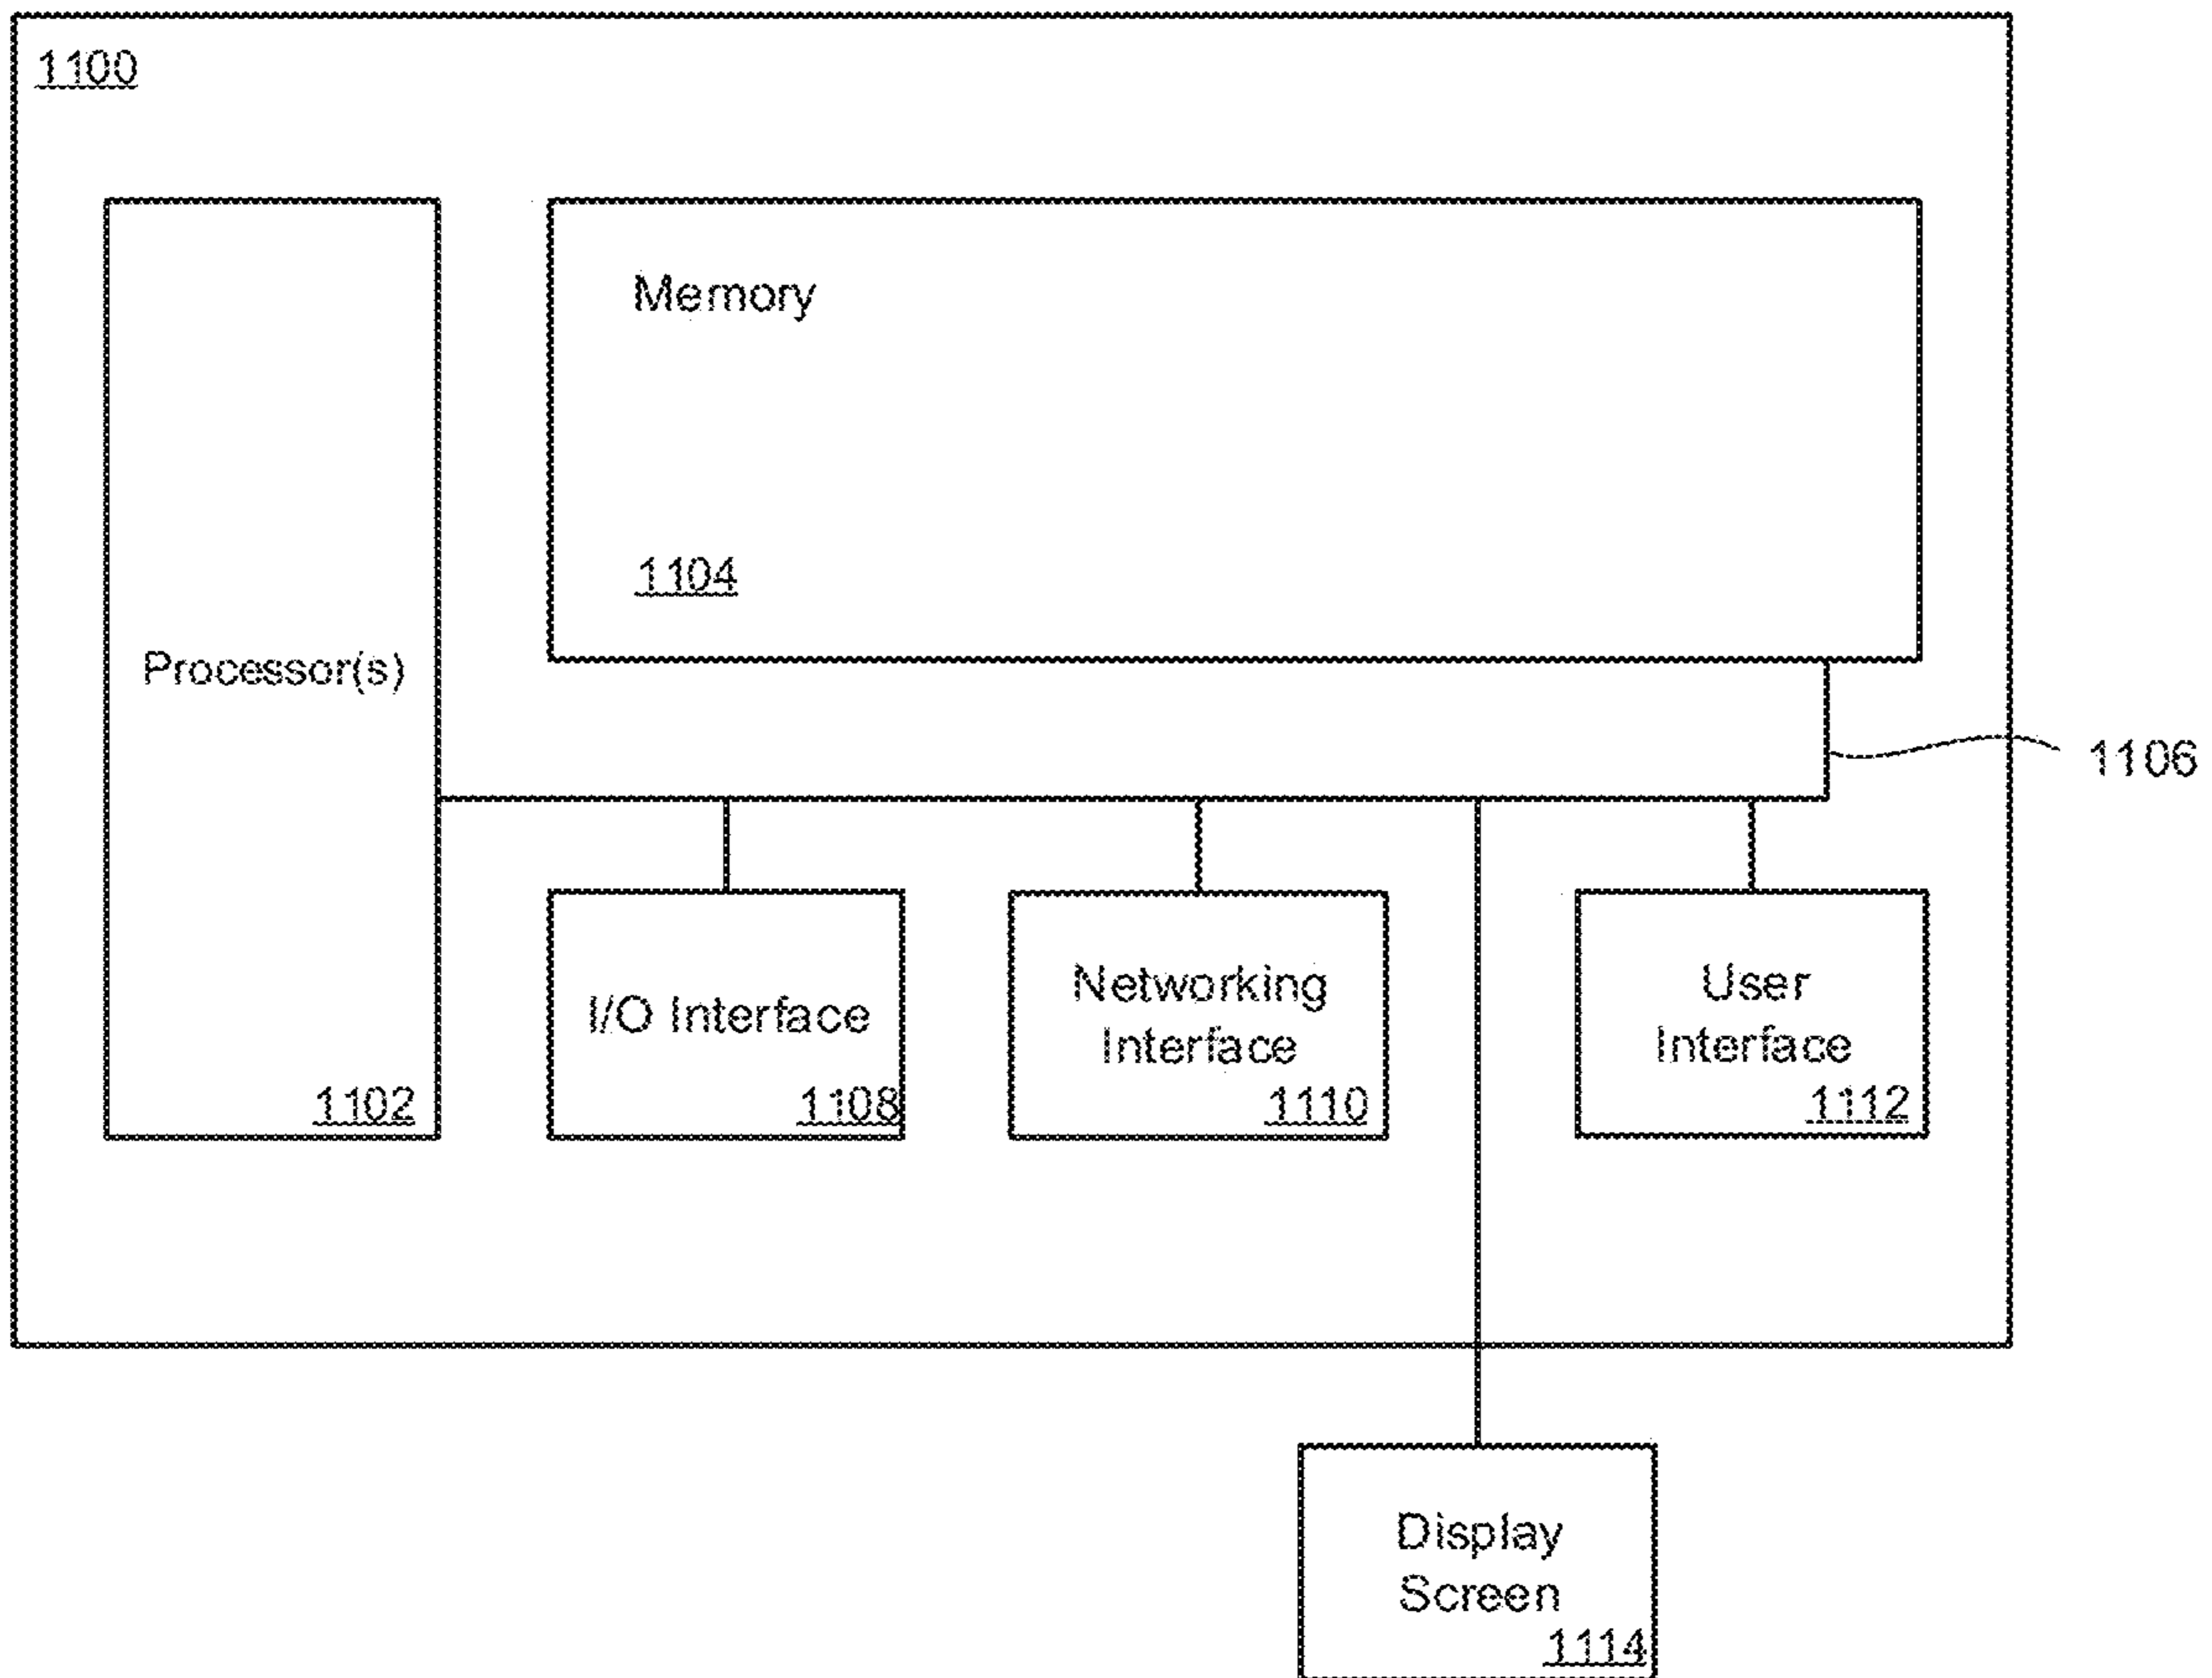 1100
Memory
1104
Processor(s)
1102
1106
I/O Interface
1108
Networking
Interface
1110
User
Interface
1112
Display
Screen
1114